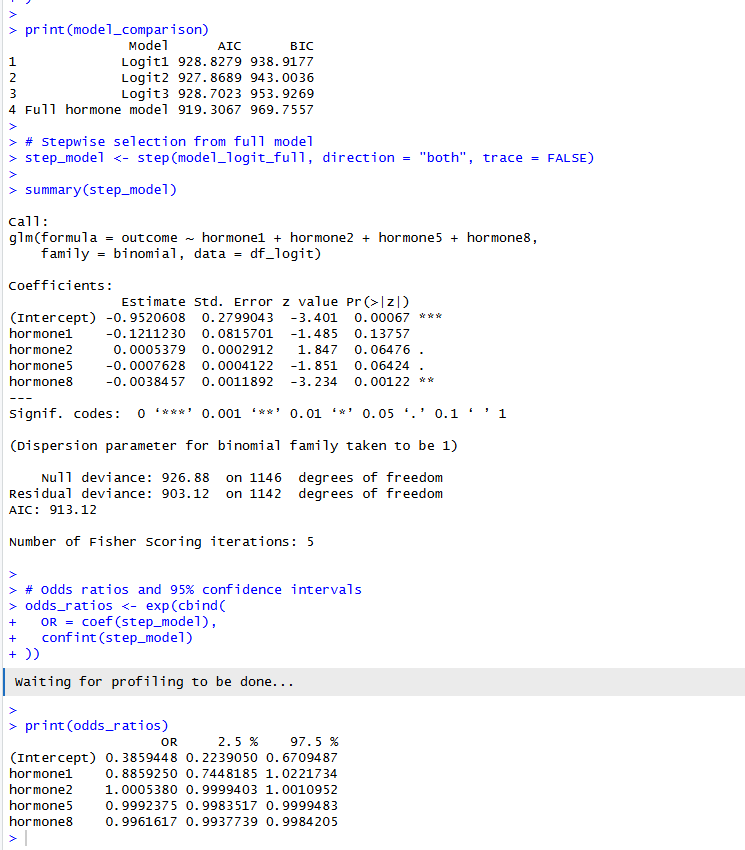 >
> print(model_comparison)
               Model      AIC      BIC
1              Logit1 928.8279 938.9177
2              Logit2 927.8689 943.0036
3              Logit3 928.7023 953.9269
4 Full hormone model 919.3067 969.7557
>
> # Stepwise selection from full model
> step_model <- step(model_logit_full, direction = "both", trace = FALSE)
>
> summary(step_model)

Call:
glm(formula = outcome ~ hormone1 + hormone2 + hormone5 + hormone8,
    family = binomial, data = df_logit)

Coefficients:
              Estimate Std. Error z value Pr(>|z|)
(Intercept) -0.9520608  0.2799043  -3.401  0.00067 ***
hormone1    -0.1211230  0.0815701  -1.485  0.13757
hormone2     0.0005379  0.0002912   1.847  0.06476 .
hormone5    -0.0007628  0.0004122  -1.851  0.06424 .
hormone8    -0.0038457  0.0011892  -3.234  0.00122 **
---
Signif. codes:  0 ‘***’ 0.001 ‘**’ 0.01 ‘*’ 0.05 ‘.’ 0.1 ‘ ’ 1

(Dispersion parameter for binomial family taken to be 1)

    Null deviance: 926.88  on 1146  degrees of freedom
Residual deviance: 903.12  on 1142  degrees of freedom
AIC: 913.12

Number of Fisher Scoring iterations: 5

>
> # Odds ratios and 95% confidence intervals
> odds_ratios <- exp(cbind(
+   OR = coef(step_model),
+   confint(step_model)
+ ))
Waiting for profiling to be done...
>
> print(odds_ratios)
                   OR     2.5 %    97.5 %
(Intercept) 0.3859448 0.2239050 0.6709487
hormone1    0.8859250 0.7448185 1.0221734
hormone2    1.0005380 0.9999403 1.0010952
hormone5    0.9992375 0.9983517 0.9999483
hormone8    0.9961617 0.9937739 0.9984205
>